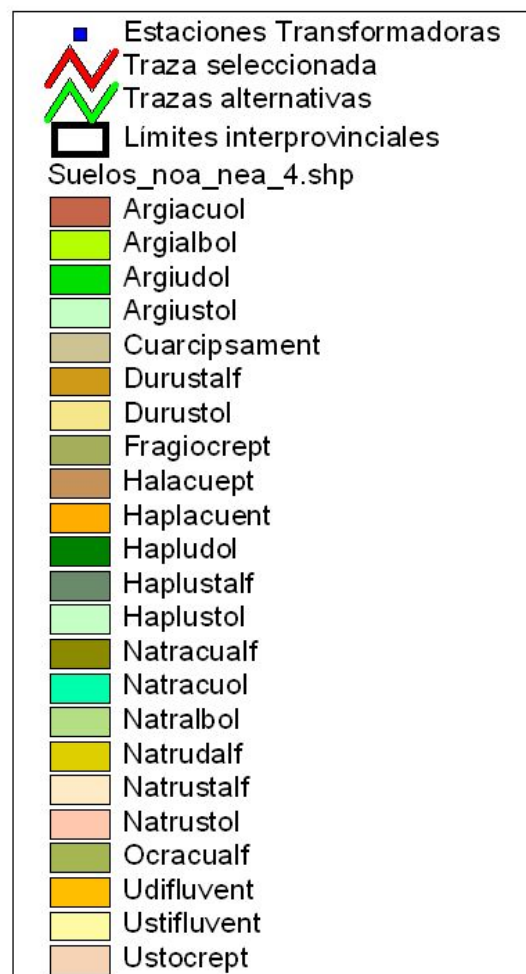 Estaciones Transformadoras
Traza seleccionada
Trazas alternativas
Límites interprovinciales
Suelos_noa_nea_4.shp
Argiacuol
Argialbol
Argiudol
Argiustol
Cuarcipsament
Durustalf
Durustol
Fragiocrept
Halacuept
Haplacuent
Hapludol
Haplustalf
Haplustol
Natracualf
Natracuol
Natralbol
Natrudalf
Natrustalf
Natrustol
Ocracualf
Udifluvent
Ustifluvent
Ustocrept